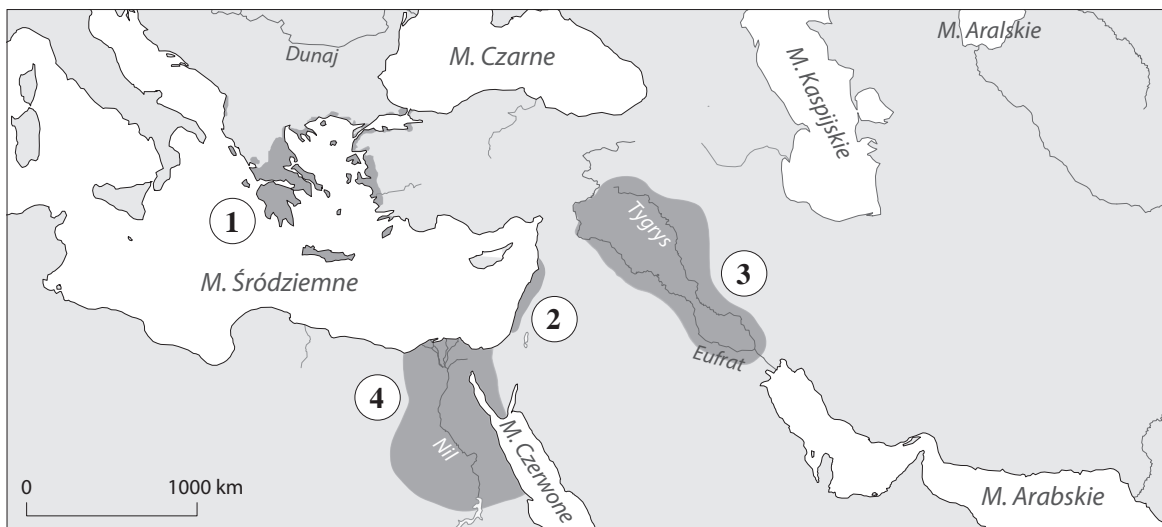 M. Aralskie
Dunaj
M. Czarne
M. Kaspijskie
Tygrys
1
3
M. Śródziemne
2
Eufrat
4
Nil
M. Czerwone
0 1000 km
M. Arabskie